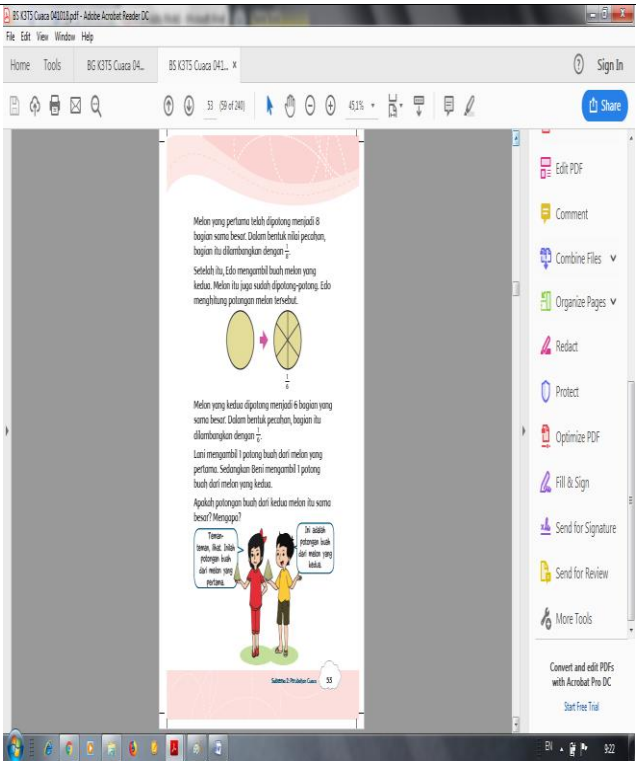 BS K3T5 Cuaca 041018.pdf - Adobe Acrobat Reader DC
File Edit View Window Help
Home Tools BG K3T5 Cuaca 04... BS K3T5 Cuaca 041... x
Sign In
53 (59 of 240) 45,1%
Share
Melon yang pertama telah dipotong menjadi 8
bagian sama besar. Dalam bentuk nilai pecahan,
bagian itu dilambangkan dengan 1/8.
Setelah itu, Edo mengambil buah melon yang
kedua. Melon itu juga sudah dipotong-potong. Edo
menghitung potongan melon tersebut.
1/6
Melon yang kedua dipotong menjadi 6 bagian yang
sama besar. Dalam bentuk pecahan, bagian itu
dilambangkan dengan 1/6.
Lani mengambil 1 potong buah dari melon yang
pertama. Sedangkan Beni mengambil 1 potong
buah dari melon yang kedua.
Apakah potongan buah dari kedua melon itu sama
besar? Mengapa?
Teman-
teman, lihat. Inilah
potongan buah
dari melon yang
pertama.
Ini adalah
potongan buah
dari melon yang
kedua.
Subtema 2: Perubahan Cuaca 53
Edit PDF
Comment
Combine Files
Organize Pages
Redact
Protect
Optimize PDF
Fill & Sign
Send for Signature
Send for Review
More Tools
Convert and edit PDFs
with Acrobat Pro DC
Start Free Trial
EN 9:22